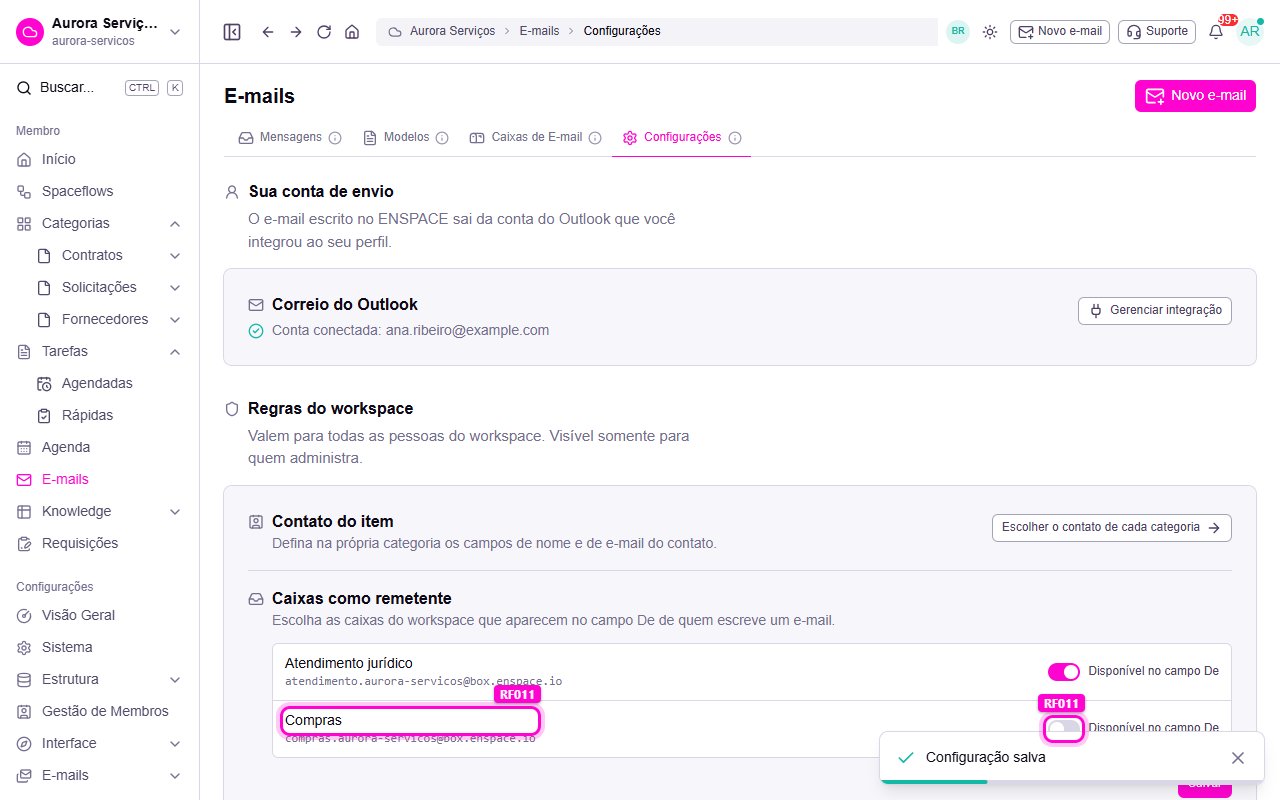 Aurora Serviç...
aurora-servicos
Aurora Serviços
E-mails
Configurações
BR
Novo e-mail
Suporte
99+
AR
Buscar...
CTRL
K
Membro
Início
Spaceflows
Categorias
Contratos
Solicitações
Fornecedores
Tarefas
Agendadas
Rápidas
Agenda
E-mails
Knowledge
Requisições
Configurações
Visão Geral
Sistema
Estrutura
Gestão de Membros
Interface
E-mails
E-mails
Novo e-mail
Mensagens
Modelos
Caixas de E-mail
Configurações
Sua conta de envio
O e-mail escrito no ENSPACE sai da conta do Outlook que você
integrou ao seu perfil.
Correio do Outlook
Conta conectada: ana.ribeiro@example.com
Gerenciar integração
Regras do workspace
Valem para todas as pessoas do workspace. Visível somente para
quem administra.
Contato do item
Defina na própria categoria os campos de nome e de e-mail do contato.
Escolher o contato de cada categoria
Caixas como remetente
Escolha as caixas do workspace que aparecem no campo De de quem escreve um e-mail.
Atendimento jurídico
atendimento.aurora-servicos@box.enspace.io
Disponível no campo De
RF011
RF011
Compras
compras.aurora-servicos@box.enspace.io
Disponível no campo De
Configuração salva